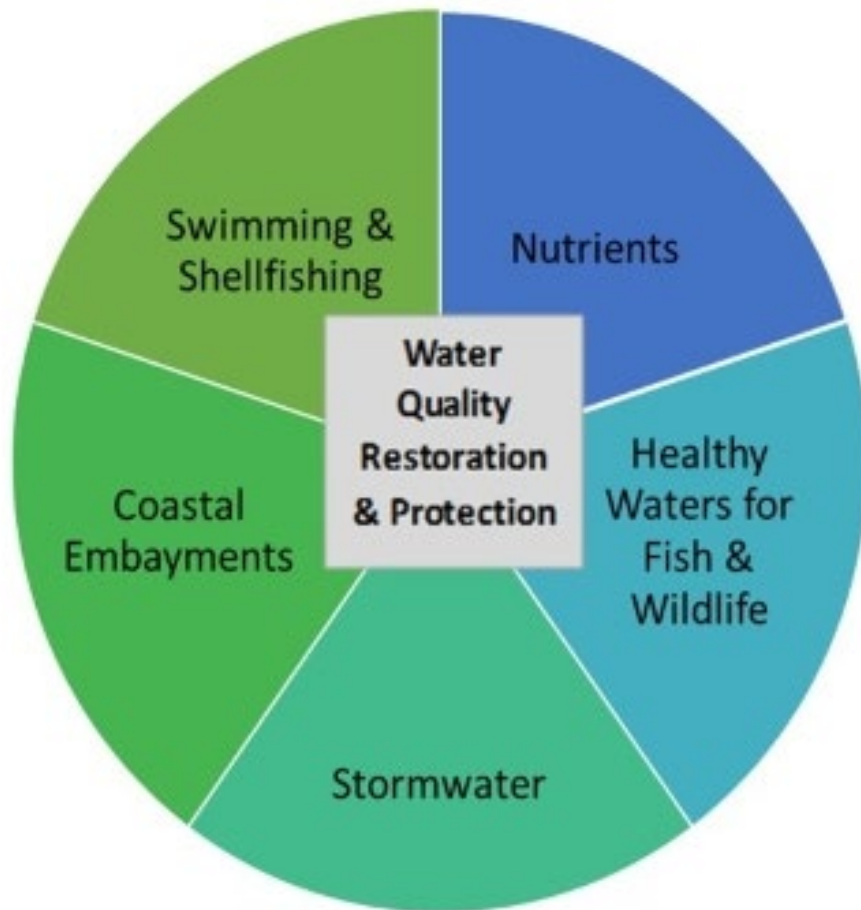 Swimming &
Shellfishing
Nutrients
Water
Quality
Restoration
& Protection
Healthy
Waters for
Fish &
Wildlife
Coastal
Embayments
Stormwater